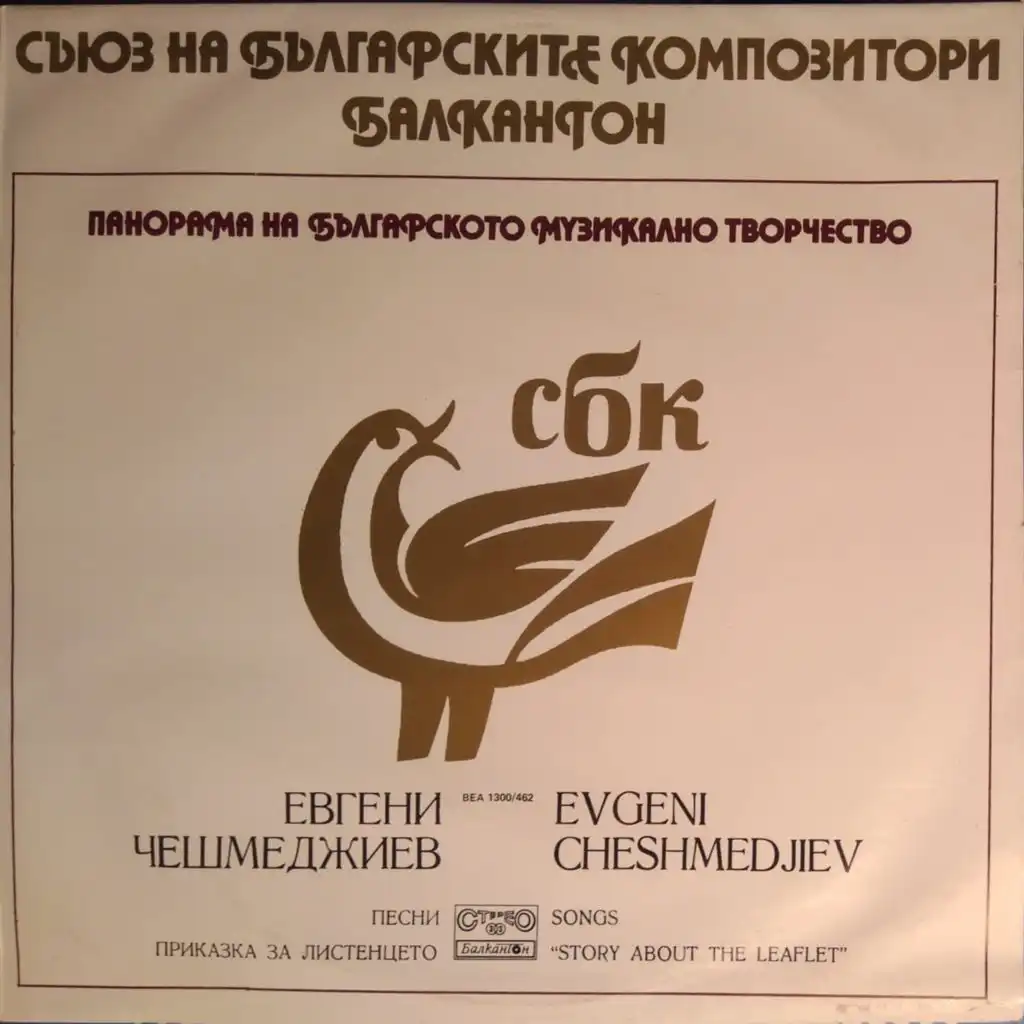 СЪЮЗ НА БЪЛГАРСКИТЕ КОМПОЗИТОРИ
БАЛКАНТОН
ПАНОРАМА НА БЪЛГАРСКОТО МУЗИКАЛНО ТВОРЧЕСТВО
сбк
ЕВГЕНИ
ЧЕШМЕДЖИЕВ
ВЕА 1300/462
EVGENI
CHESHMEDJIEV
ПЕСНИ
ПРИКАЗКА ЗА ЛИСТЕНЦЕТО
СТЕРЕО
33
Балкантон
SONGS
"STORY ABOUT THE LEAFLET"